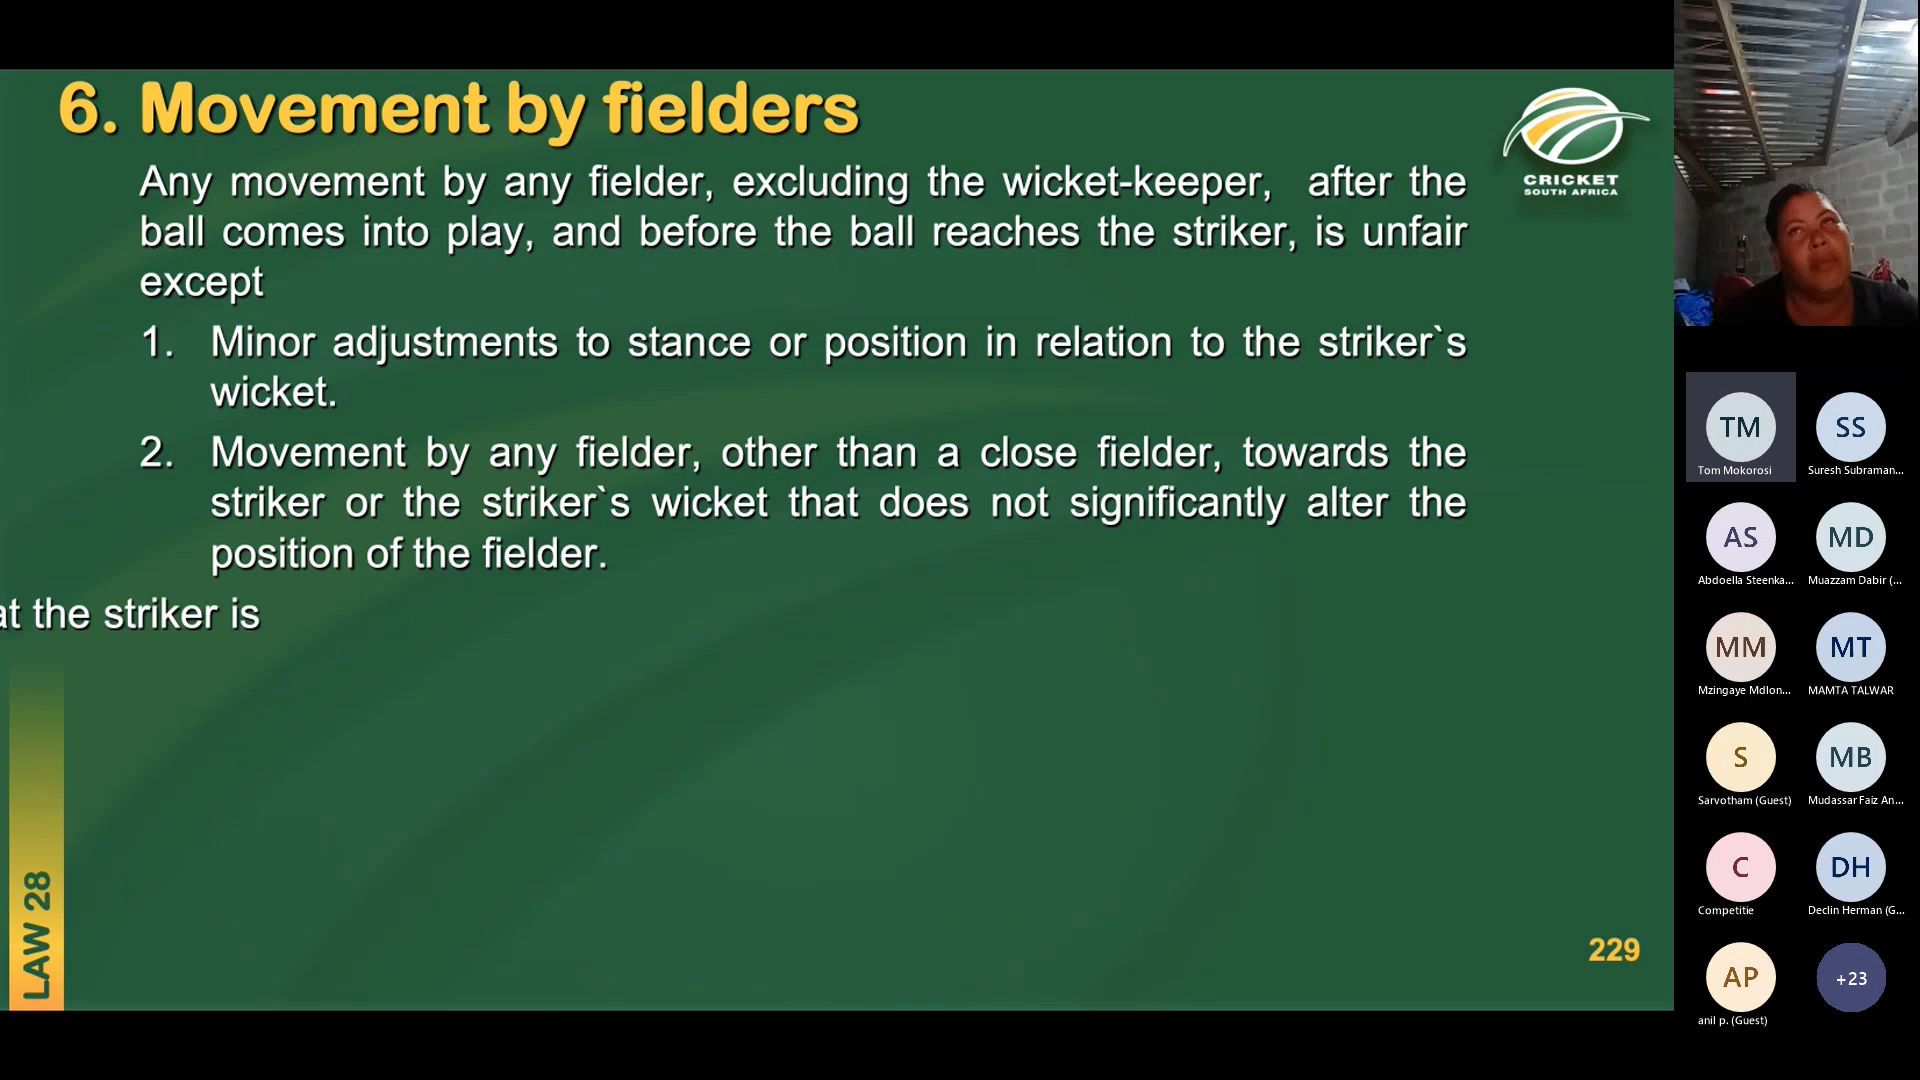 6. Movement by fielders
CRICKET
SOUTH AFRICA
Any movement by any fielder, excluding the wicket-keeper, after the
ball comes into play, and before the ball reaches the striker, is unfair
except
1. Minor adjustments to stance or position in relation to the striker`s
wicket.
2. Movement by any fielder, other than a close fielder, towards the
striker or the striker`s wicket that does not significantly alter the
position of the fielder.
at the striker is
LAW 28
229
TM
Tom Mokorosi
SS
Suresh Subraman...
AS
Abdoella Steenka...
MD
Muazzam Dabir (...
MM
Mzingaye Mdlon...
MT
MAMTA TALWAR
S
Sarvotham (Guest)
MB
Mudassar Faiz An...
C
Competitie
DH
Declin Herman (G...
AP
anil p. (Guest)
+23